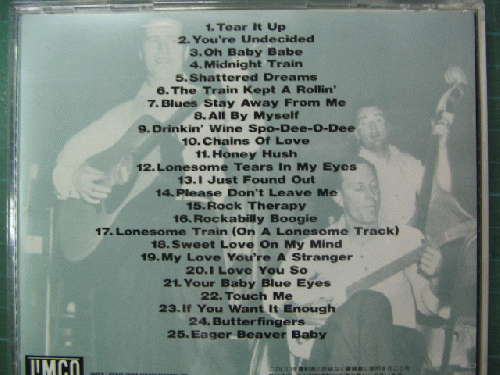 1. Tear It Up
2. You're Undecided
3. Oh Baby Babe
4. Midnight Train
5. Shattered Dreams
6. The Train Kept A Rollin'
7. Blues Stay Away From Me
8. All By Myself
9. Drinkin' Wine Spo-Dee-O-Dee
10. Chains Of Love
11. Honey Hush
12. Lonesome Tears In My Eyes
13. I Just Found Out
14. Please Don't Leave Me
15. Rock Therapy
16. Rockabilly Boogie
17. Lonesome Train (On A Lonesome Track)
18. Sweet Love On My Mind
19. My Love You're A Stranger
20. I Love You So
21. Your Baby Blue Eyes
22. Touch Me
23. If You Want It Enough
24. Butterfingers
25. Eager Beaver Baby